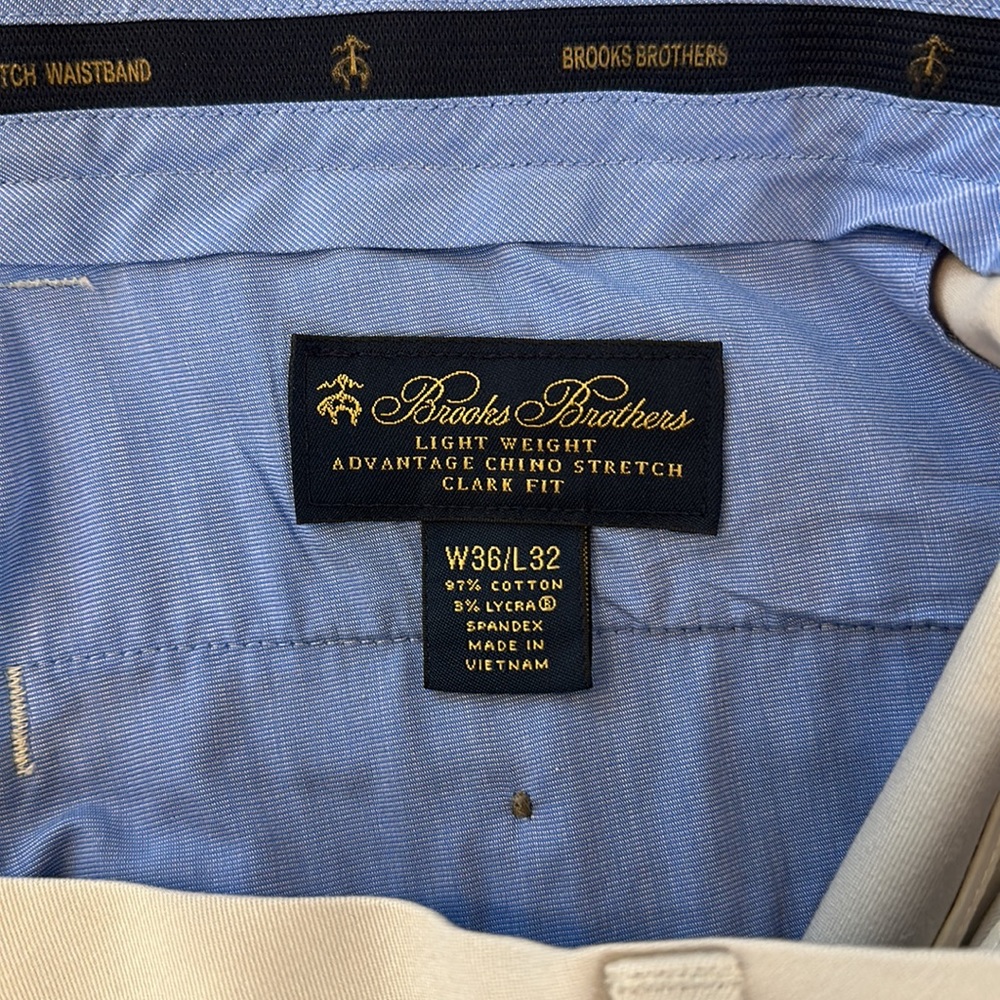 TCH WAISTBAND BROOKS BROTHERS
Brooks Brothers
LIGHT WEIGHT
ADVANTAGE CHINO STRETCH
CLARK FIT
W36/L32
97% COTTON
3% LYCRA®
SPANDEX
MADE IN
VIETNAM